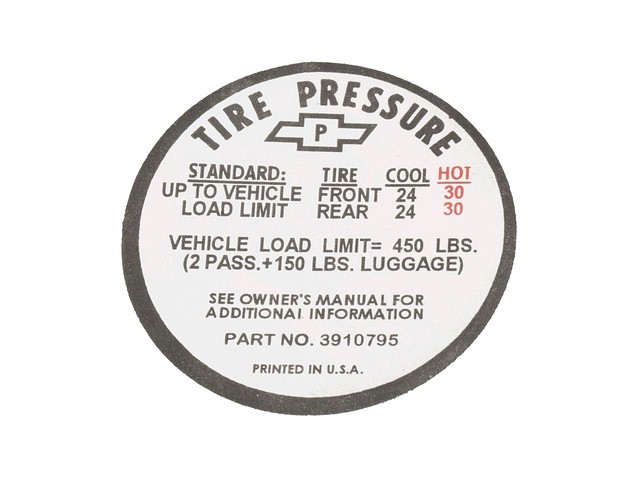 TIRE PRESSURE
P
STANDARD: TIRE COOL HOT
UP TO VEHICLE FRONT 24 30
LOAD LIMIT REAR 24 30
VEHICLE LOAD LIMIT= 450 LBS.
(2 PASS.+150 LBS. LUGGAGE)
SEE OWNER'S MANUAL FOR
ADDITIONAL INFORMATION
PART NO. 3910795
PRINTED IN U.S.A.